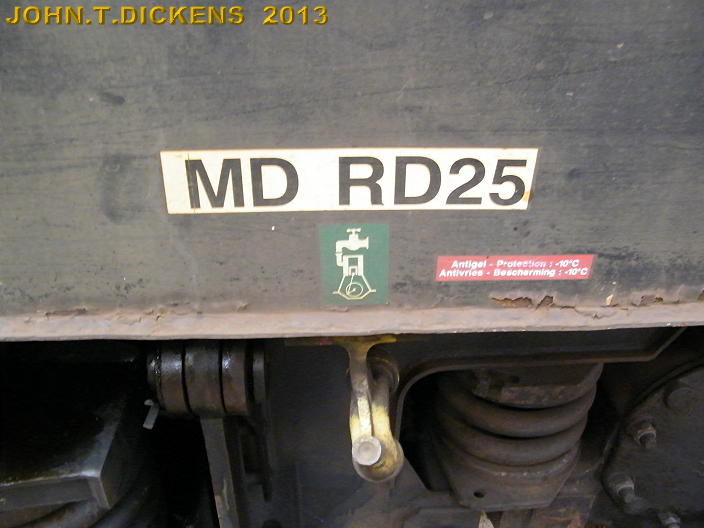 JOHN.T.DICKENS 2013
MD RD25
Antigel - Protection : -10°C
Antivries - Bescherming : -10°C